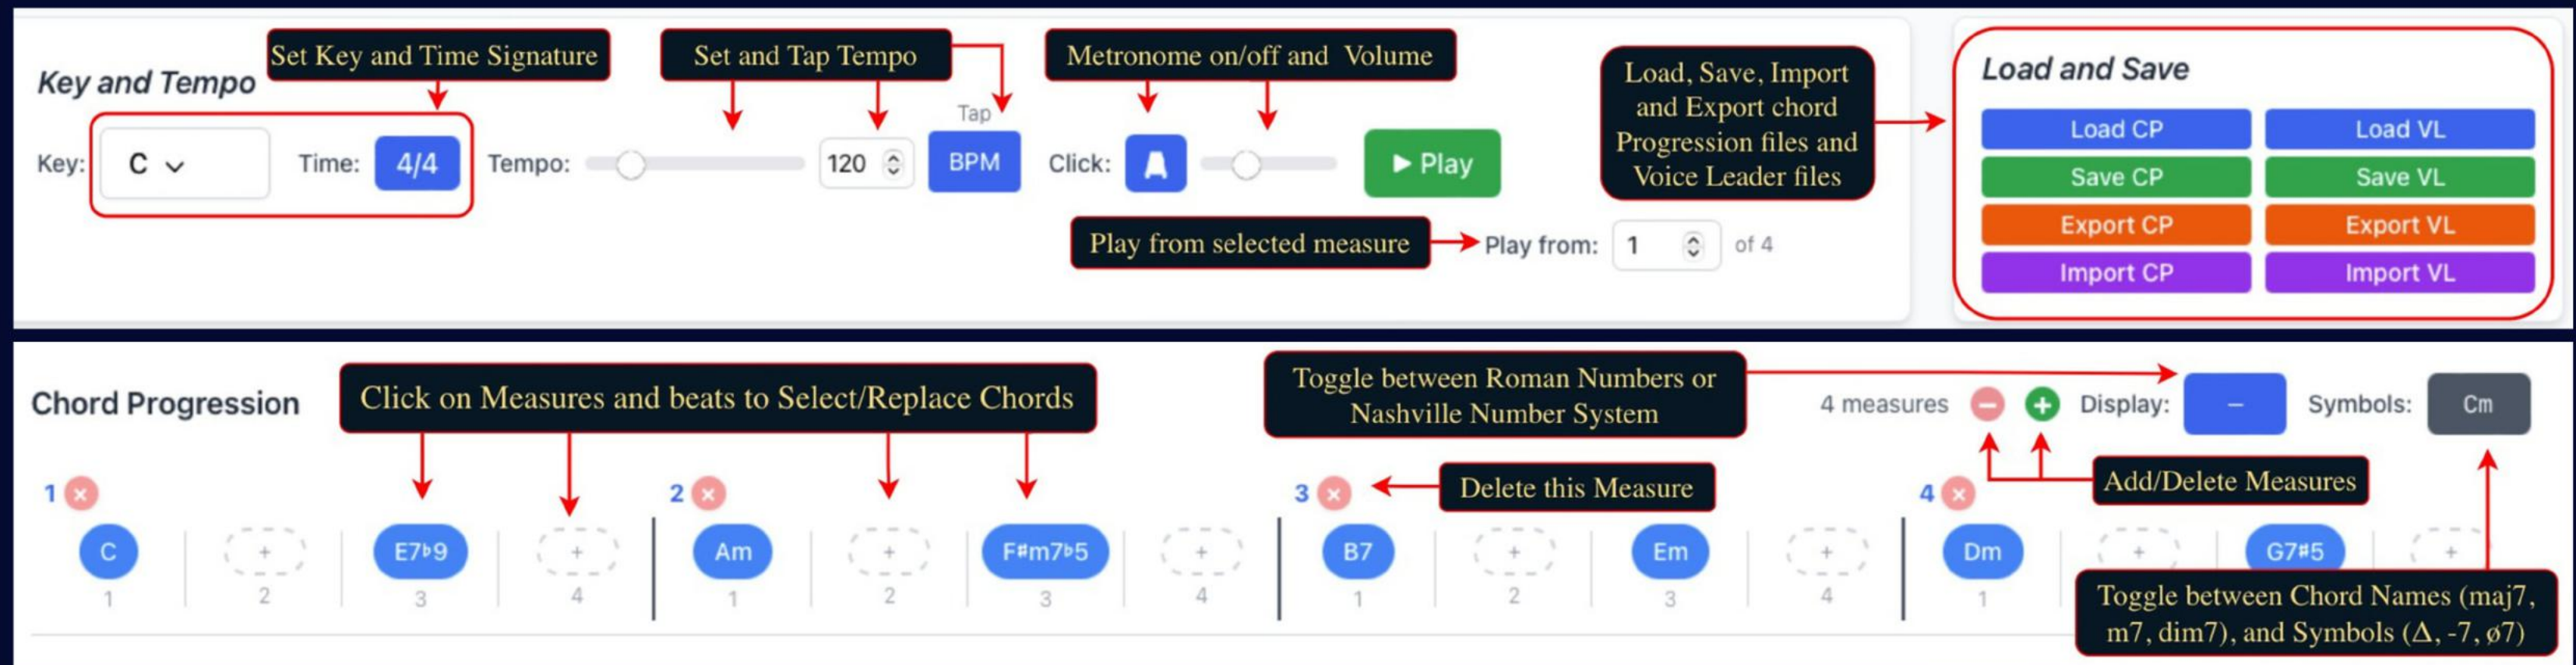 Set Key and Time Signature
Set and Tap Tempo
Metronome on/off and Volume
Key and Tempo
Tap
Key:
C
Time:
4/4
Tempo:
120
BPM
Click:
Play
Play from selected measure
Play from:
1
of 4
Load, Save, Import
and Export chord
Progression files and
Voice Leader files
Load and Save
Load CP
Load VL
Save CP
Save VL
Export CP
Export VL
Import CP
Import VL
Chord Progression
Click on Measures and beats to Select/Replace Chords
Toggle between Roman Numbers or
Nashville Number System
4 measures
−
+
Display:
–
Symbols:
Cm
Delete this Measure
Add/Delete Measures
1 ×
2 ×
3 ×
4 ×
C
+
E7♭9
+
Am
+
F#m7♭5
+
B7
+
Em
+
Dm
+
G7#5
+
1
2
3
4
1
2
3
4
1
2
3
4
1
Toggle between Chord Names (maj7,
m7, dim7), and Symbols (Δ, -7, ø7)